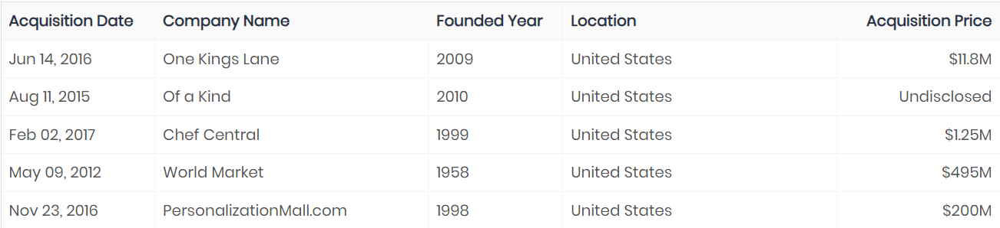 Acquisition Date Company Name Founded Year Location Acquisition Price
Jun 14, 2016 One Kings Lane 2009 United States $11.8M
Aug 11, 2015 Of a Kind 2010 United States Undisclosed
Feb 02, 2017 Chef Central 1999 United States $1.25M
May 09, 2012 World Market 1958 United States $495M
Nov 23, 2016 PersonalizationMall.com 1998 United States $200M